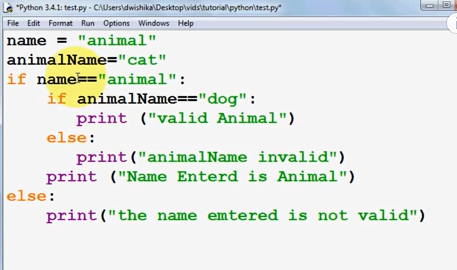 *Python 3.4.1: test.py - C:\Users\dwishika\Desktop\vids\tutorial\python\test.py*
File Edit Format Run Options Windows Help
name = "animal"
animalName="cat"
if name=="animal":
    if animalName=="dog":
        print ("valid Animal")
    else:
        print("animalName invalid)
    print ("Name Enterd is Animal")
else:
    print("the name emtered is not valid")